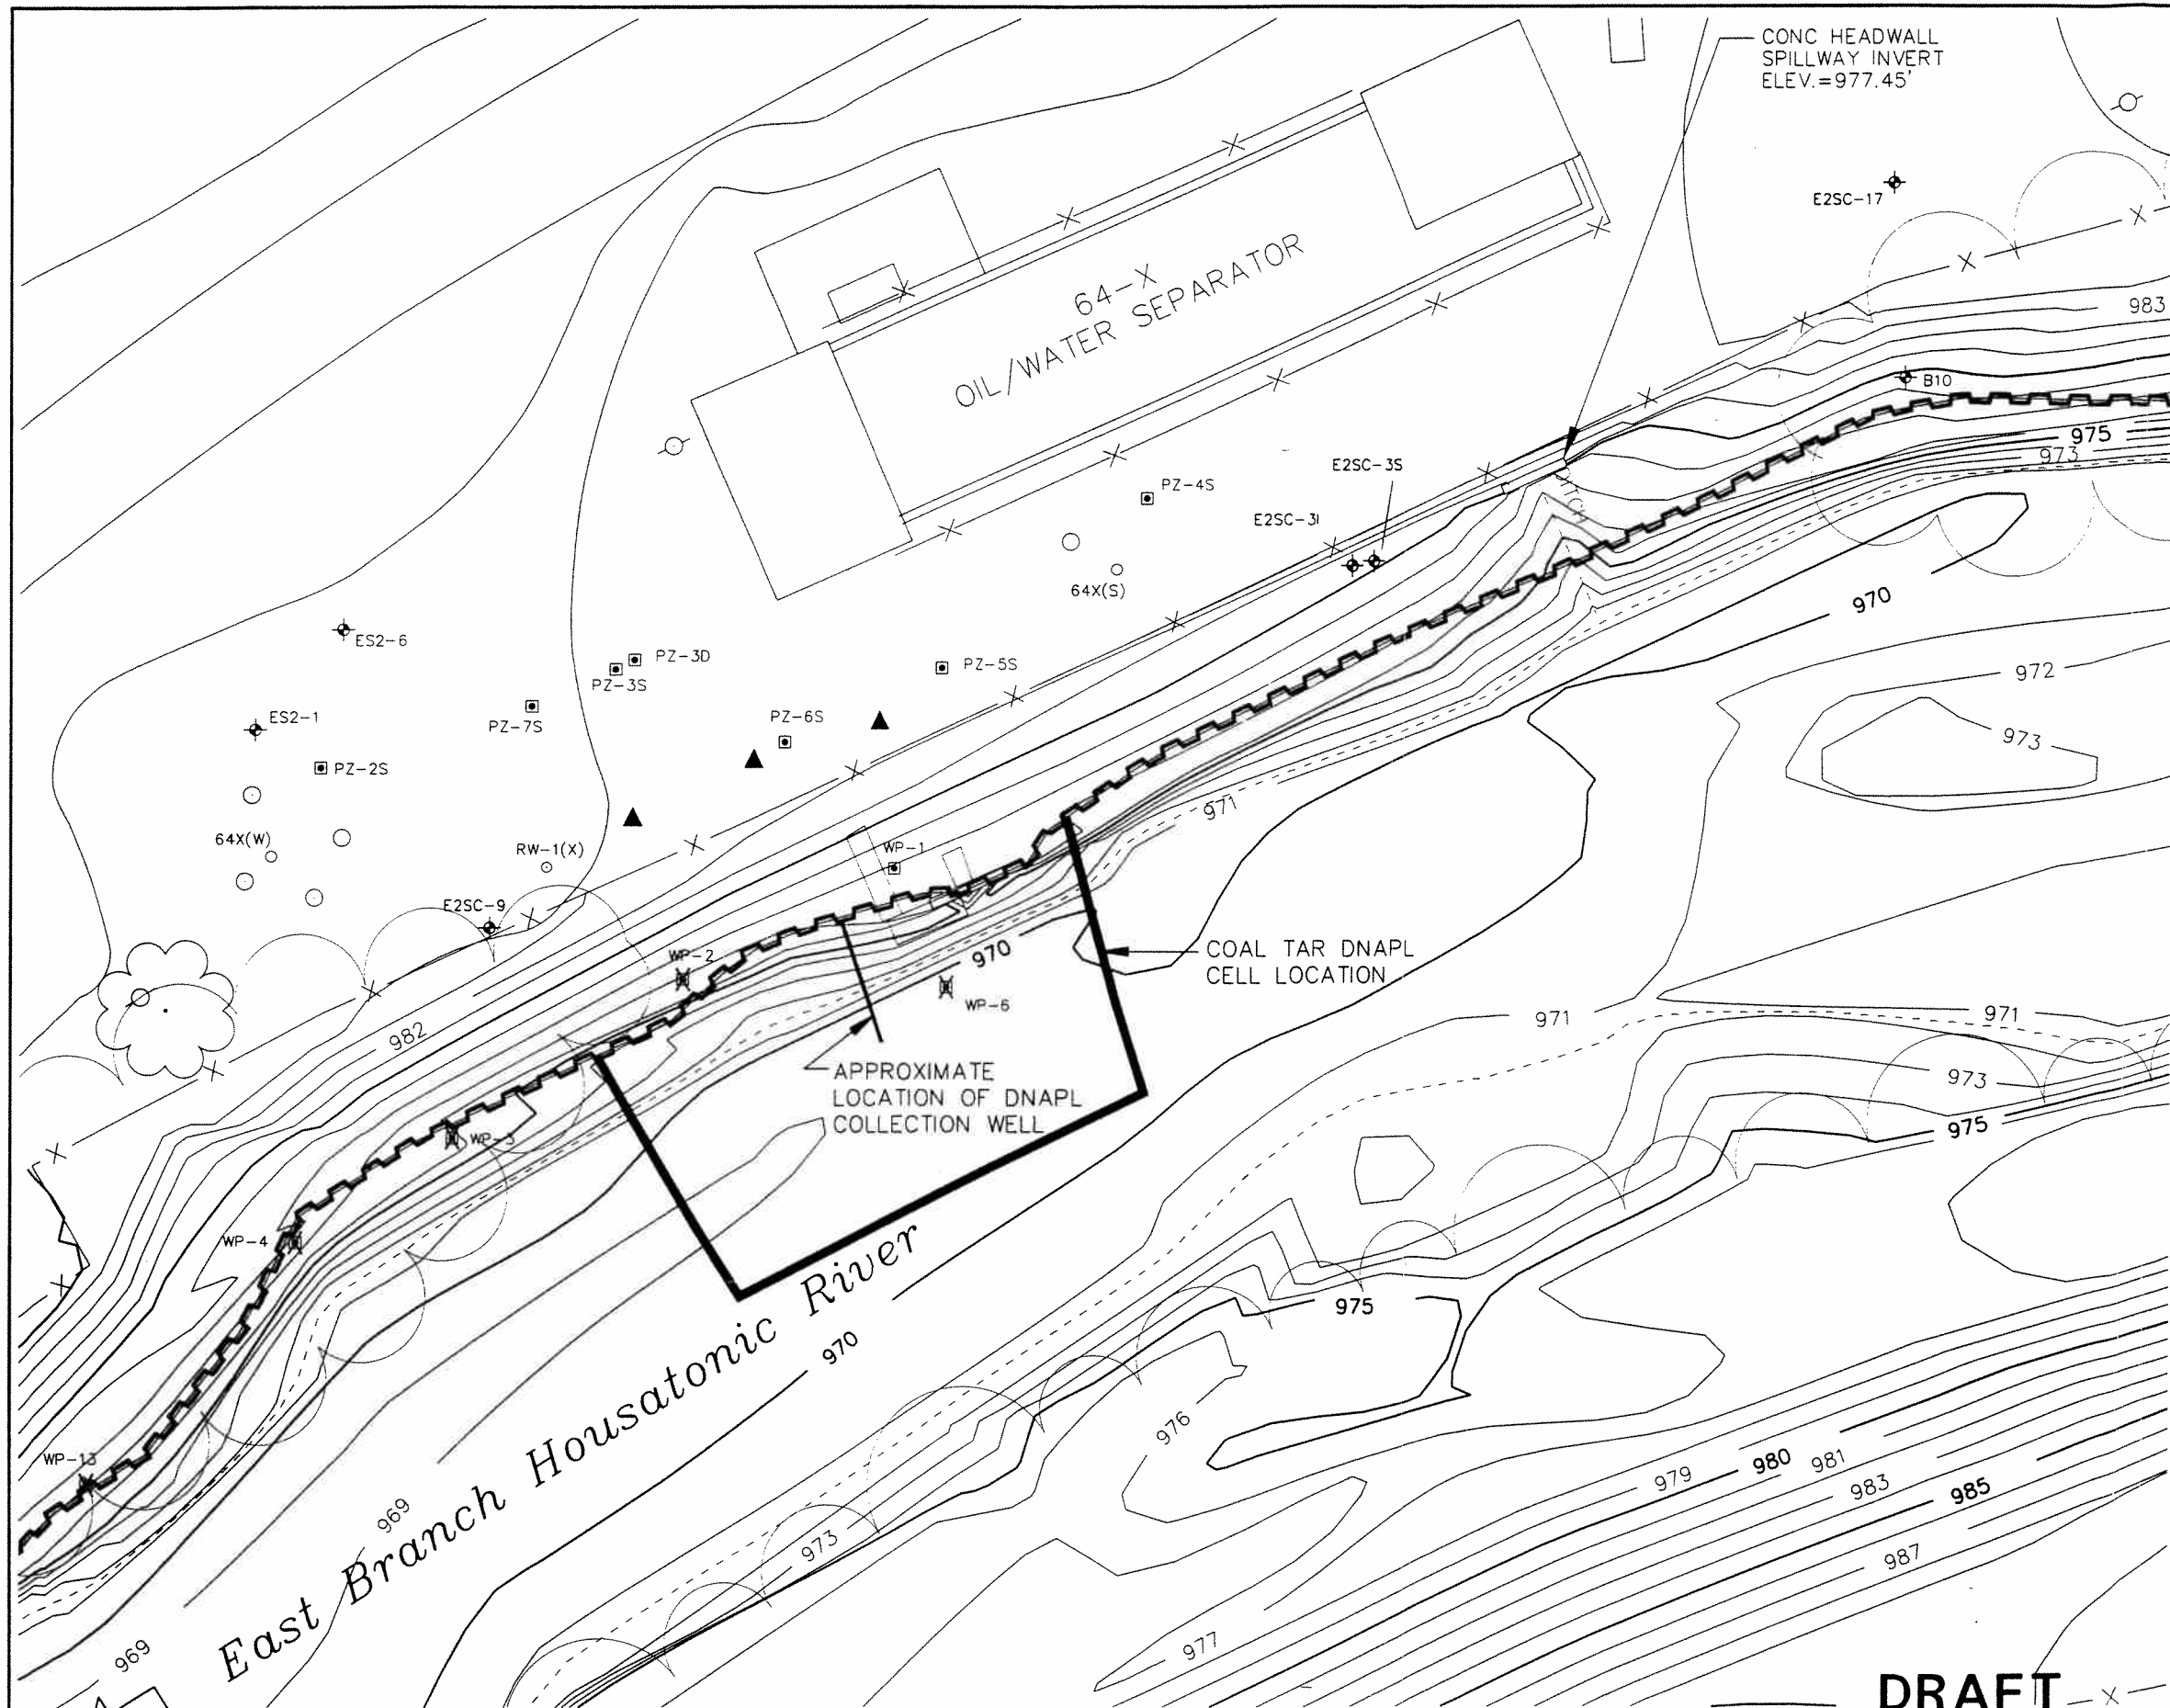 CONC HEADWALL
SPILLWAY INVERT
ELEV.=977.45'
E2SC-17
64-X
OIL/WATER SEPARATOR
983
B10
975
973
E2SC-3S
PZ-4S
E2SC-3I
64X(S)
970
ES2-6
PZ-3D
PZ-3S
PZ-5S
972
ES2-1
PZ-7S
PZ-6S
973
PZ-2S
971
64X(W)
RW-1(X)
WP-1
E2SC-9
WP-2
970
COAL TAR DNAPL
CELL LOCATION
WP-6
982
971
971
APPROXIMATE
LOCATION OF DNAPL
COLLECTION WELL
973
975
WP-3
WP-4
975
East Branch Housatonic River
970
976
WP-13
979
980
981
983
985
969
973
987
969
977
DRAFT